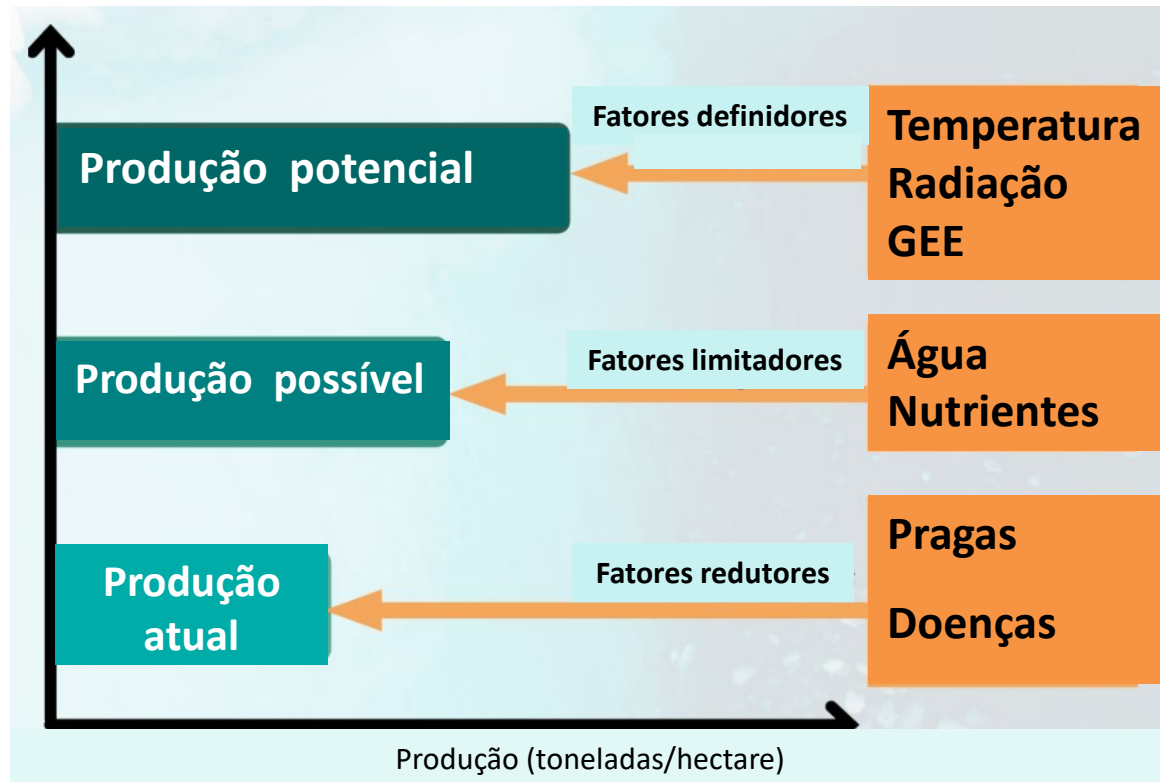 Produção potencial
Fatores definidores
Temperatura
Radiação
GEE
Produção possível
Fatores limitadores
Água
Nutrientes
Produção
atual
Fatores redutores
Pragas
Doenças
Produção (toneladas/hectare)